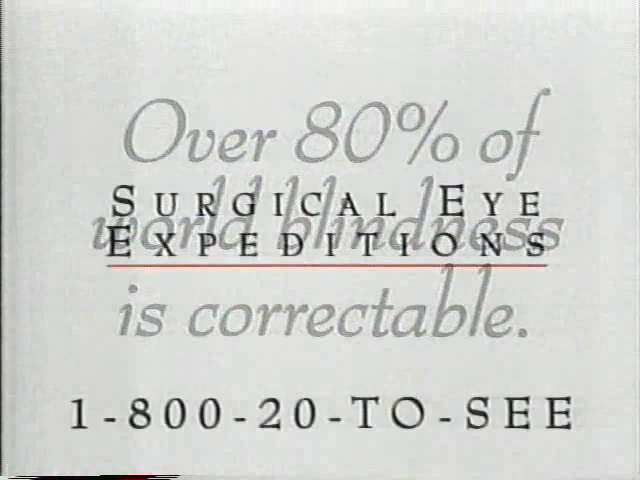 Over 80% of
SURGICAL EYE
world blindness
EXPEDITIONS
is correctable.
1-800-20-TO-SEE